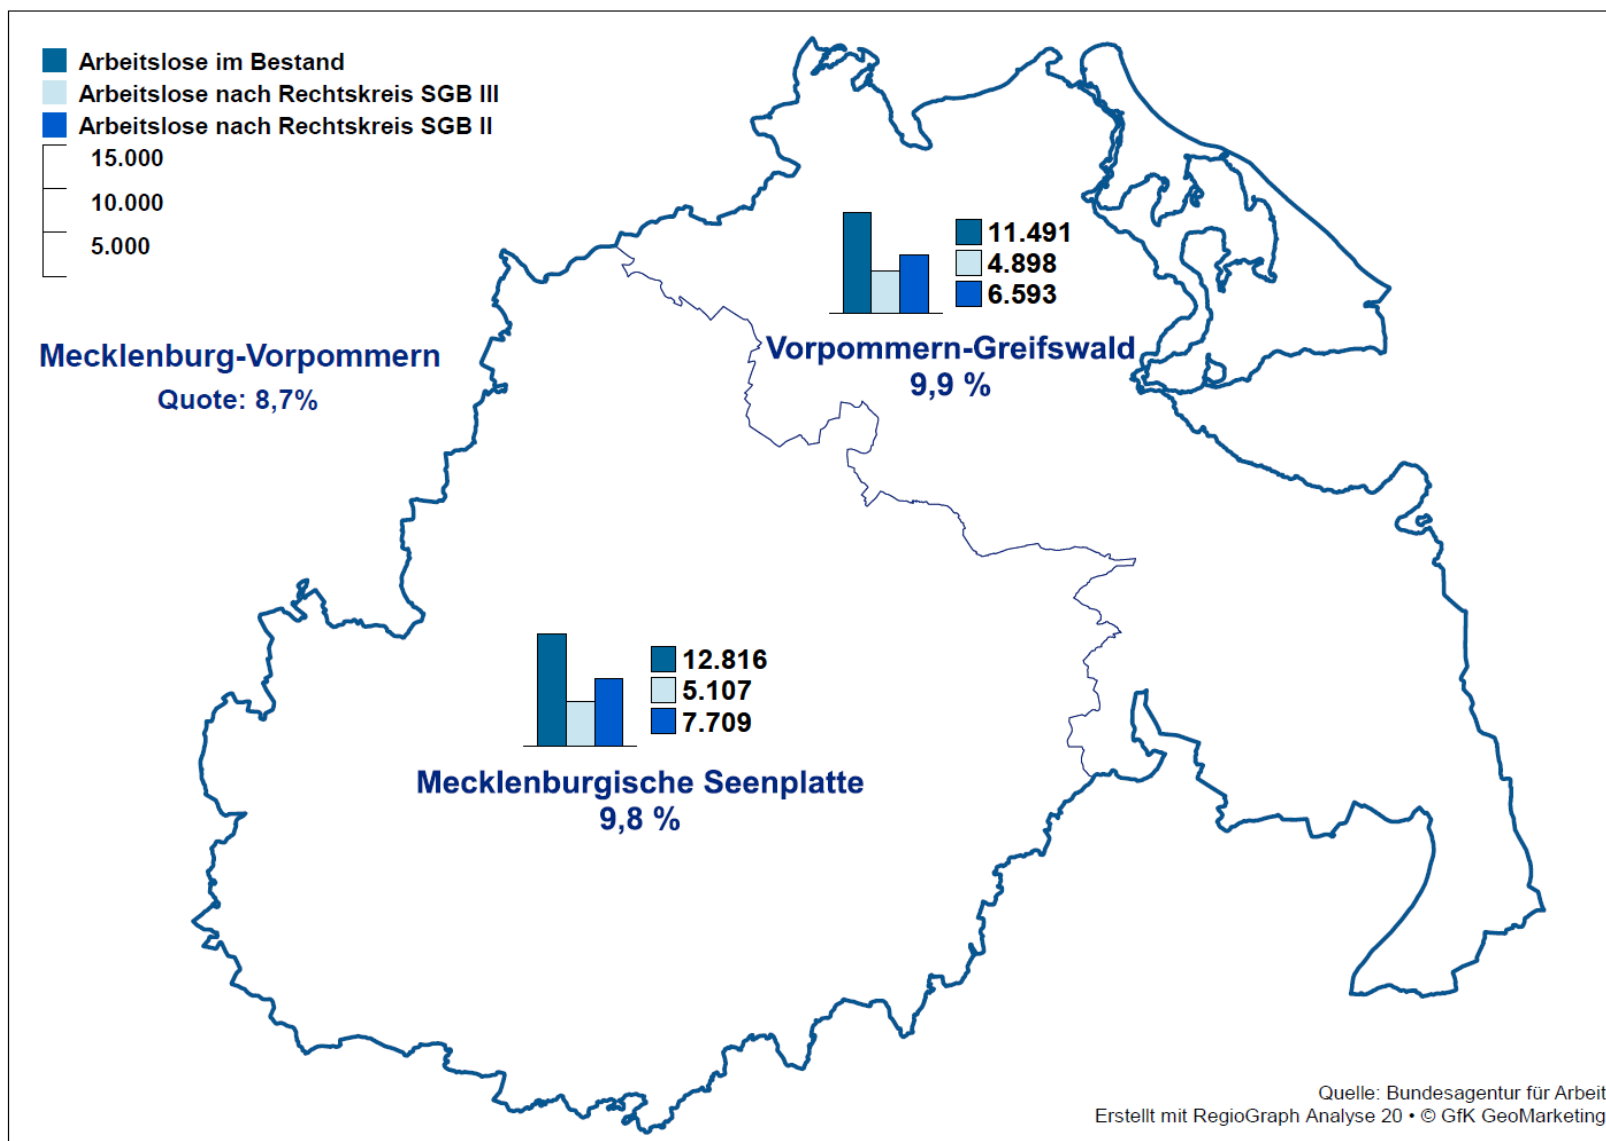 Arbeitslose im Bestand
Arbeitslose nach Rechtskreis SGB III
Arbeitslose nach Rechtskreis SGB II
15.000
10.000
5.000
11.491
4.898
6.593
Mecklenburg-Vorpommern
Quote: 8,7%
Vorpommern-Greifswald
9,9 %
12.816
5.107
7.709
Mecklenburgische Seenplatte
9,8 %
Quelle: Bundesagentur für Arbeit
Erstellt mit RegioGraph Analyse 20 • © GfK GeoMarketing